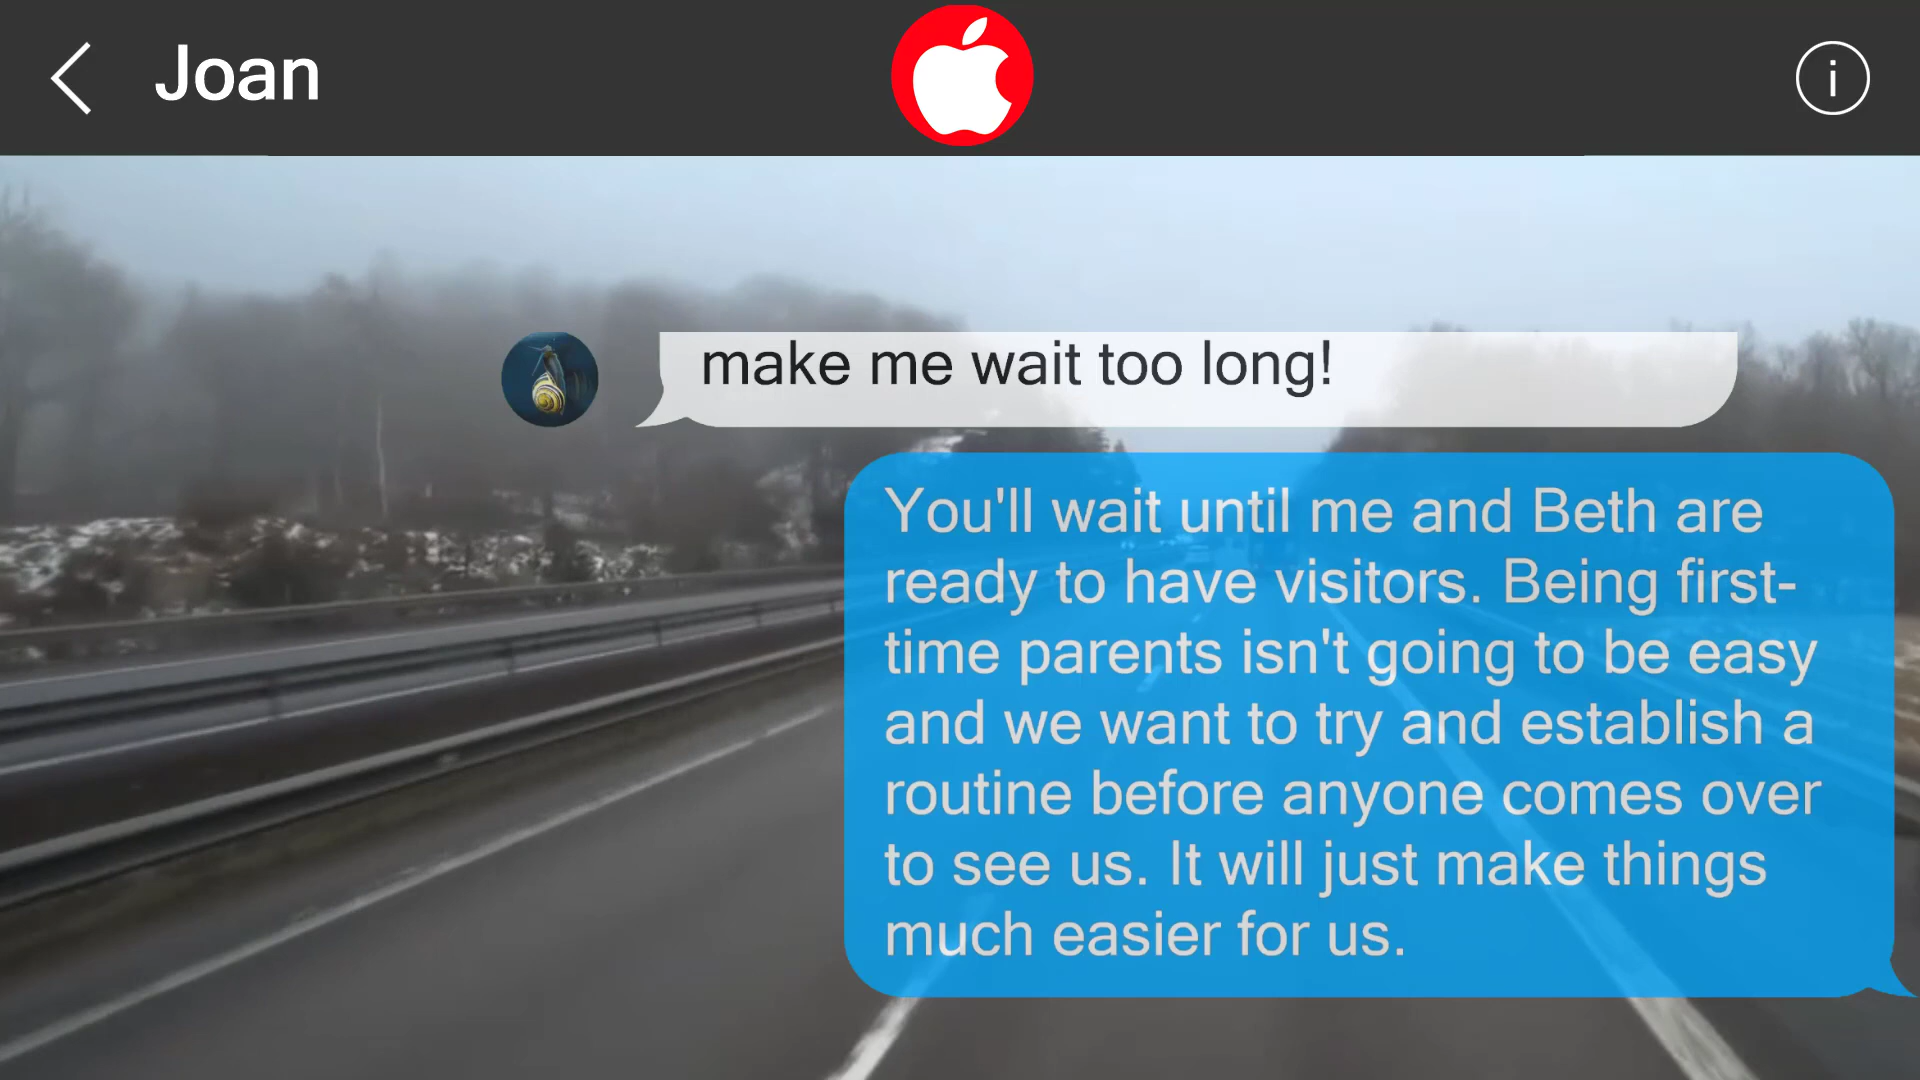 Joan
i
make me wait too long!
You'll wait until me and Beth are
ready to have visitors. Being first-
time parents isn't going to be easy
and we want to try and establish a
routine before anyone comes over
to see us. It will just make things
much easier for us.